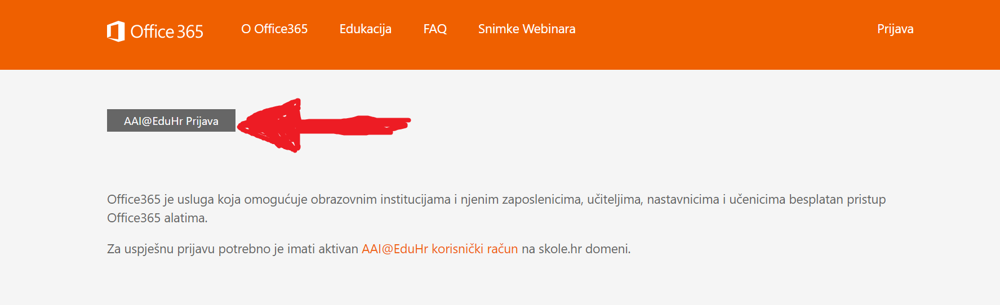 Office 365
O Office365
Edukacija
FAQ
Snimke Webinara
Prijava
AAI@EduHr Prijava
Office365 je usluga koja omogućuje obrazovnim institucijama i njenim zaposlenicima, učiteljima, nastavnicima i učenicima besplatan pristup
Office365 alatima.
Za uspješnu prijavu potrebno je imati aktivan AAI@EduHr korisnički račun na skole.hr domeni.